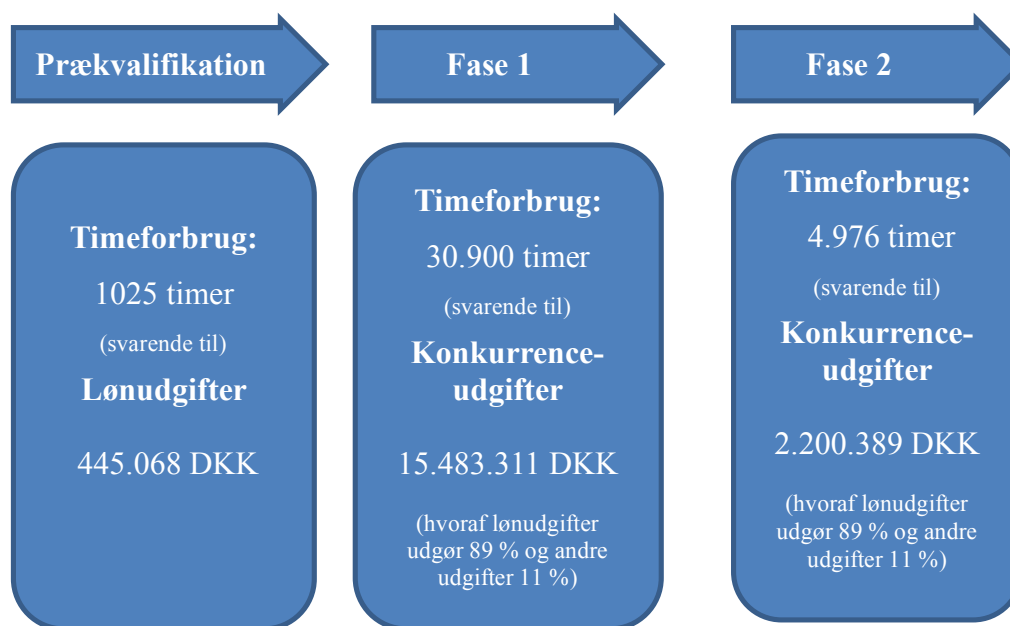 Prækvalifikation
Fase 1
Fase 2
Timeforbrug:
1025 timer
(svarende til)
Lønudgifter
445.068 DKK
Timeforbrug:
30.900 timer
(svarende til)
Konkurrence-
udgifter
15.483.311 DKK
(hvoraf lønudgifter
udgør 89 % og andre
udgifter 11 %)
Timeforbrug:
4.976 timer
(svarende til)
Konkurrence-
udgifter
2.200.389 DKK
(hvoraf lønudgifter
udgør 89 % og andre
udgifter 11 %)